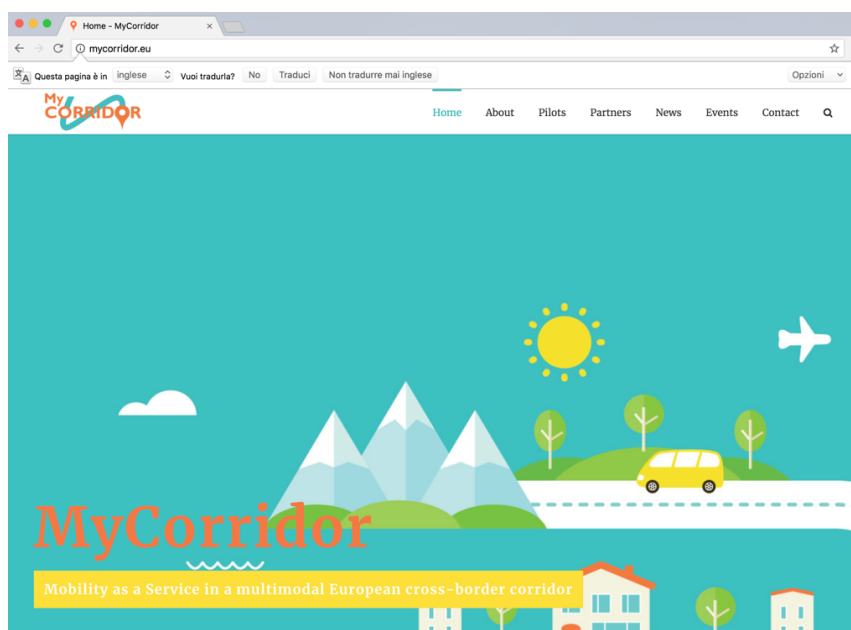 Home - MyCorridor
mycorridor.eu
Questa pagina è in inglese Vuoi tradurla? No Traduci Non tradurre mai inglese Opzioni
My
CORRIDOR
Home About Pilots Partners News Events Contact
MyCorridor
Mobility as a Service in a multimodal European cross-border corridor